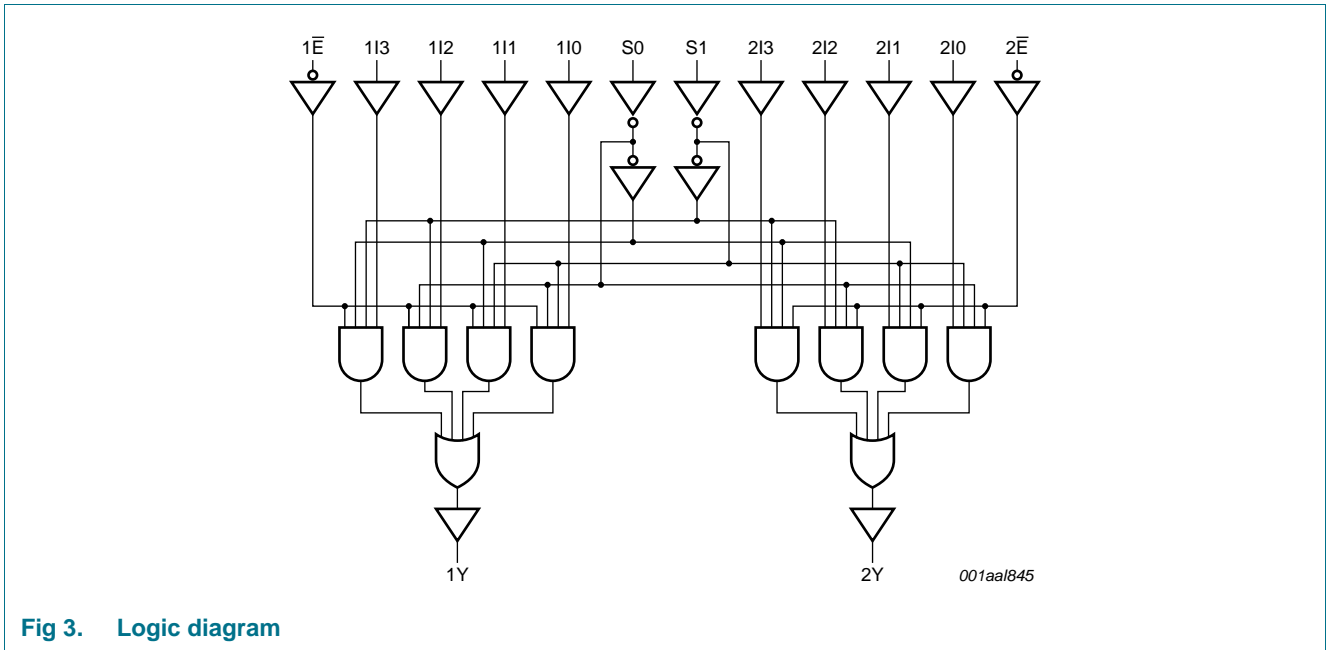 1E̅ 1I3 1I2 1I1 1I0 S0 S1 2I3 2I2 2I1 2I0 2E̅
1Y 2Y 001aal845
Fig 3. Logic diagram